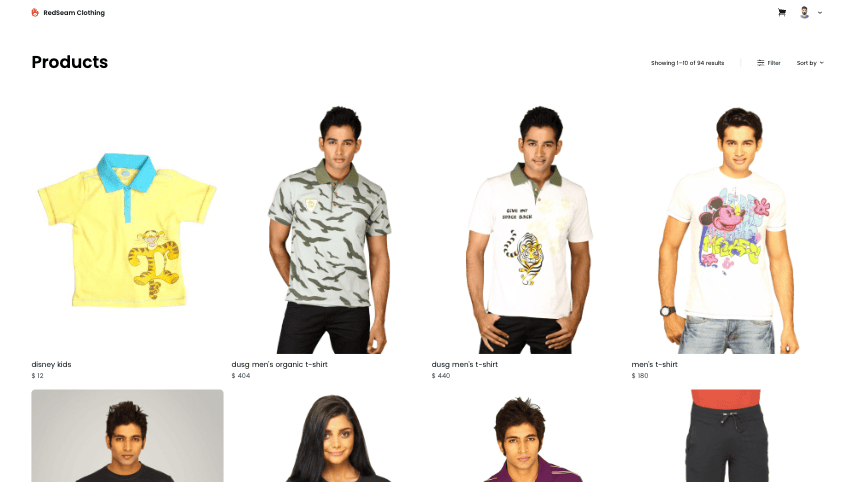 RedSeam Clothing
Products
Showing 1–10 of 94 results
Filter
Sort by
GIVE MY
SPACE BACK
disney kids
$ 12
dusg men's organic t-shirt
$ 404
dusg men's t-shirt
$ 440
men's t-shirt
$ 180